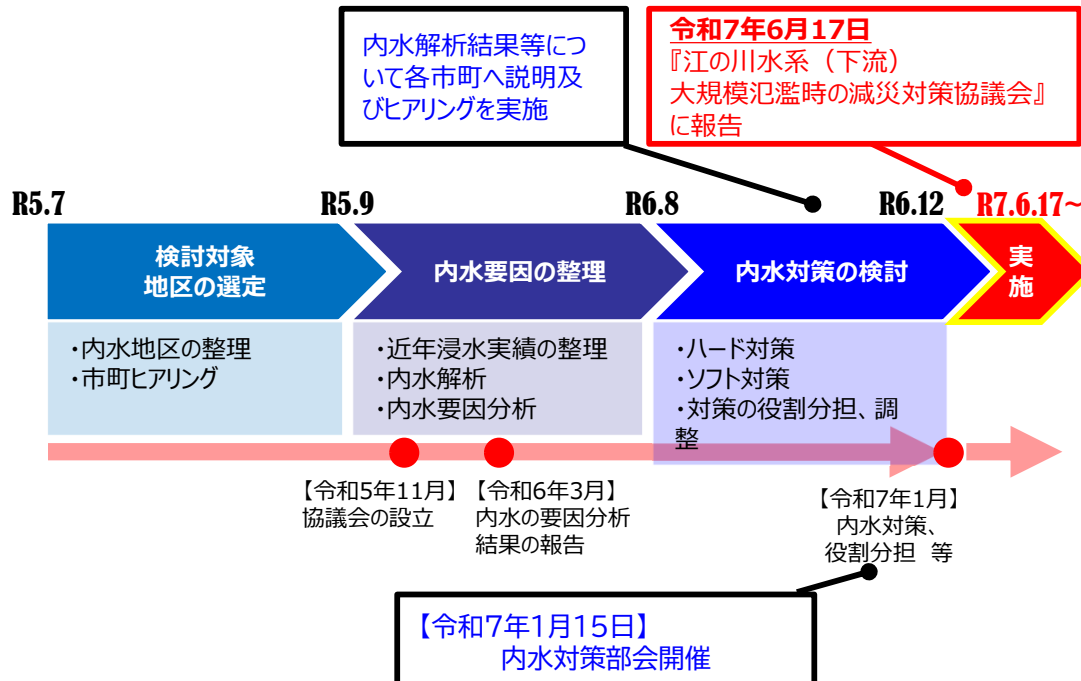 内水解析結果等につ
いて各市町へ説明及
びヒアリングを実施
令和7年6月17日
『江の川水系（下流）
大規模氾濫時の減災対策協議会』
に報告
R5.7
R5.9
R6.8
R6.12
R7.6.17~
検討対象
地区の選定
内水要因の整理
内水対策の検討
実
施
・内水地区の整理
・市町ヒアリング
・近年浸水実績の整理
・内水解析
・内水要因分析
・ハード対策
・ソフト対策
・対策の役割分担、調
整
【令和5年11月】
協議会の設立
【令和6年3月】
内水の要因分析
結果の報告
【令和7年1月】
内水対策、
役割分担 等
【令和7年1月15日】
内水対策部会開催